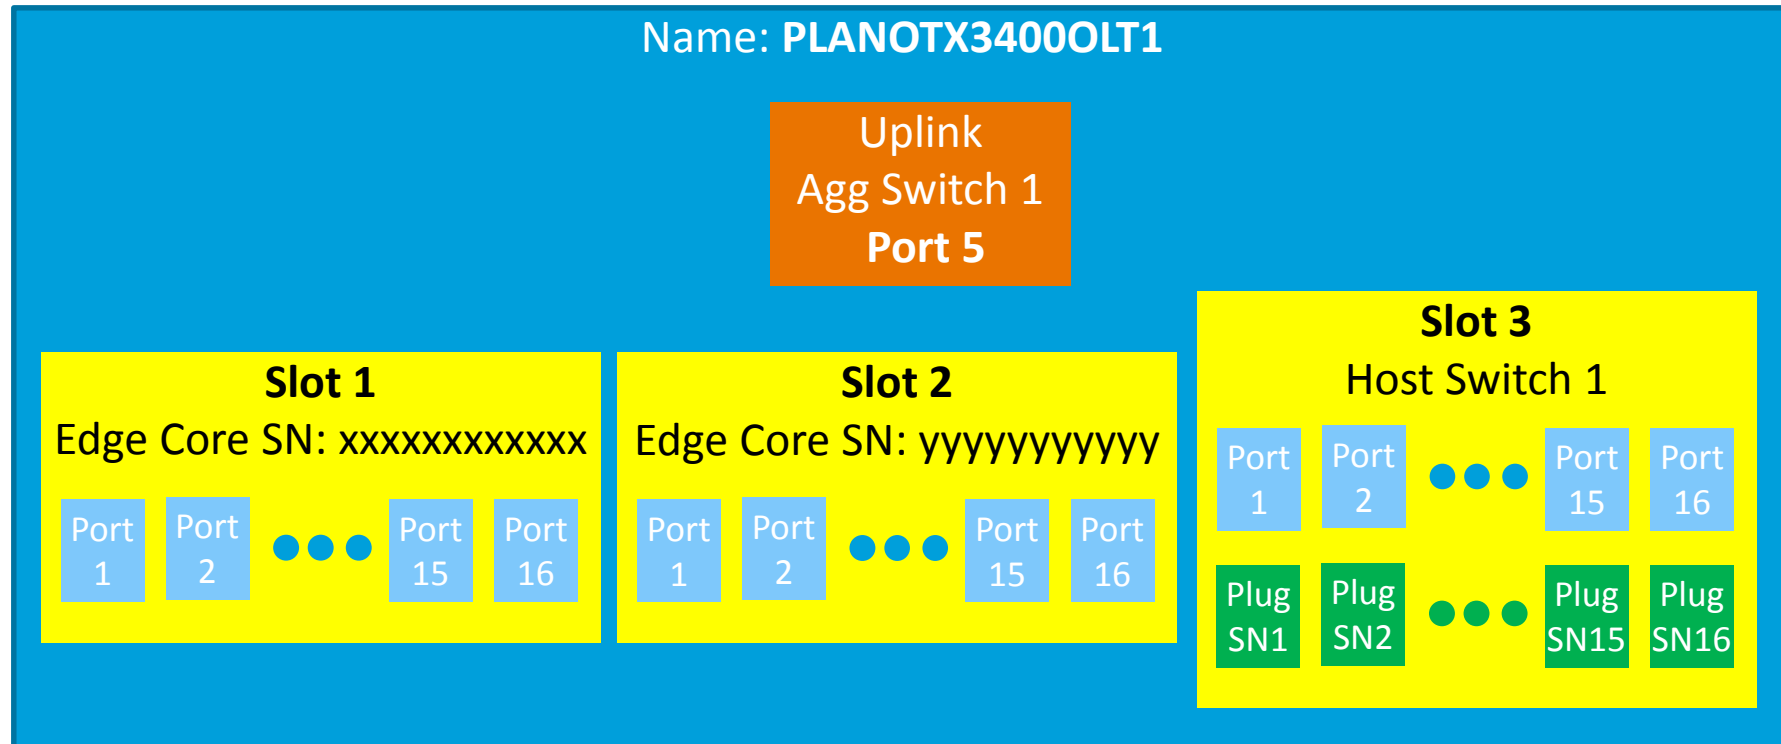 Name: PLANOTX3400OLT1
Uplink
Agg Switch 1
Port 5
Slot 1
Edge Core SN: xxxxxxxxxxxx
Port
1
Port
2
Port
15
Port
16
Slot 2
Edge Core SN: yyyyyyyyyyy
Port
1
Port
2
Port
15
Port
16
Slot 3
Host Switch 1
Port
1
Port
2
Port
15
Port
16
Plug
SN1
Plug
SN2
Plug
SN15
Plug
SN16